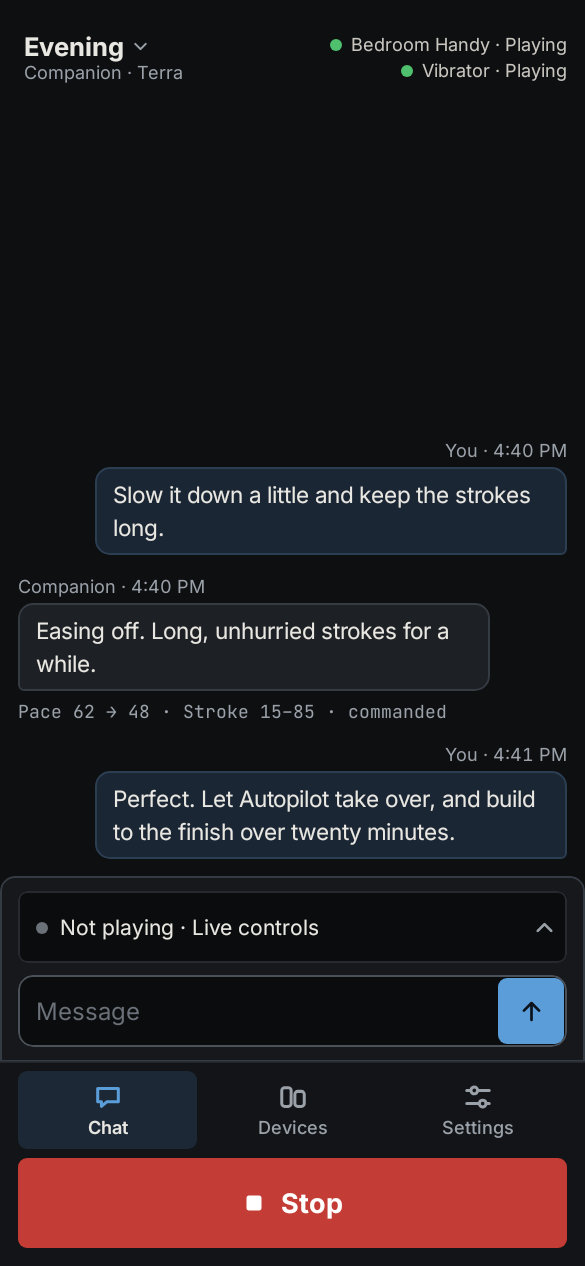 Evening
Companion · Terra
Bedroom Handy · Playing
Vibrator · Playing
You · 4:40 PM
Slow it down a little and keep the strokes
long.
Companion · 4:40 PM
Easing off. Long, unhurried strokes for a
while.
Pace 62 → 48 · Stroke 15–85 · commanded
You · 4:41 PM
Perfect. Let Autopilot take over, and build
to the finish over twenty minutes.
Not playing · Live controls
Message
Chat
Devices
Settings
Stop